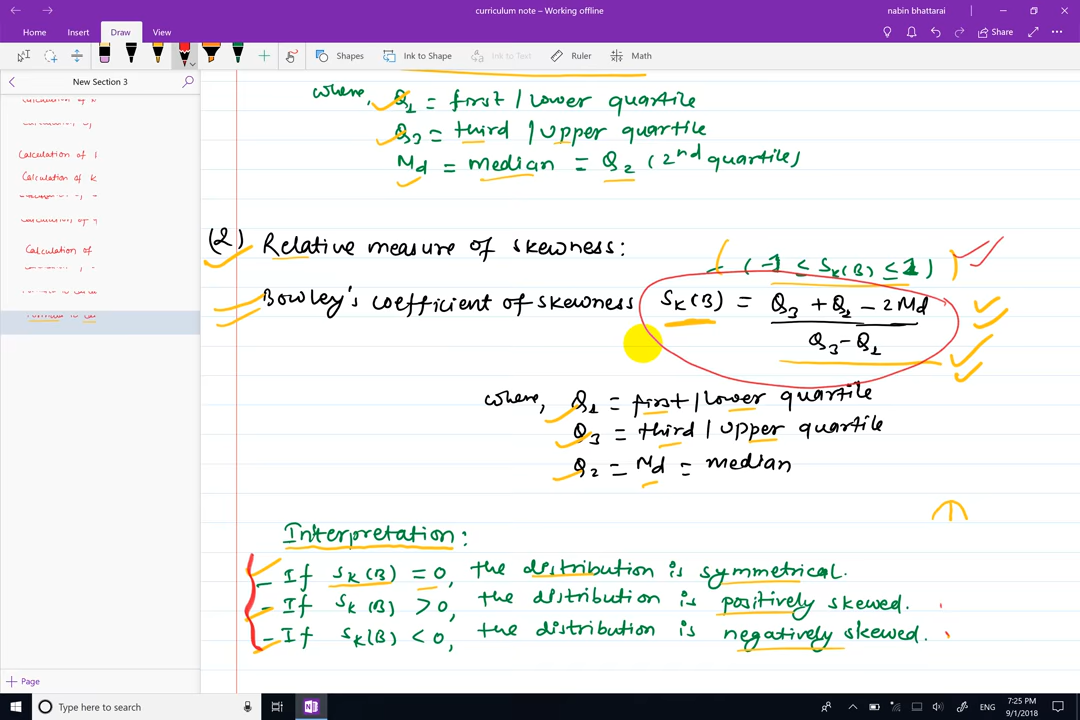 curriculum note – Working offline
nabin bhattarai
Home Insert Draw View
Share
Shapes Ink to Shape Ink to Text Ruler Math
New Section 3
Calculation of
Calculation of
Calculation of
where, Q1 = first / lower quartile
Q3 = third / upper quartile
Md = median = Q2 (2nd quartile)
(2) Relative measure of skewness:
(-1 ≤ Sk(B) ≤ 1)
Bowley's coefficient of skewness Sk(B) = Q3 + Q1 - 2Md
Q3 - Q1
where, Q1 = first / lower quartile
Q3 = third / upper quartile
Q2 = Md = median
Interpretation:
- If Sk(B) = 0, the distribution is symmetrical.
- If Sk(B) > 0, the distribution is positively skewed.
- If Sk(B) < 0, the distribution is negatively skewed.
+ Page
Type here to search
7:25 PM
9/1/2018